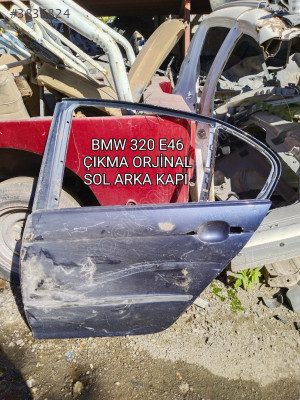 BMW 320 E46
ÇIKMA ORJİNAL
SOL ARKA KAPI